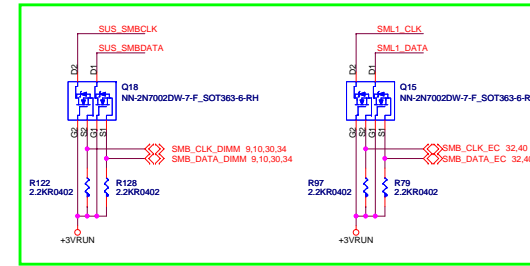 SUS_SMBCLK
SUS_SMBDATA
D2
D1
Q18
NN-2N7002DW-7-F_SOT363-6-RH
G2
S2
G1
S1
SMB_CLK_DIMM 9,10,30,34
SMB_DATA_DIMM 9,10,30,34
R122
2.2KR0402
R128
2.2KR0402
+3VRUN
SML1_CLK
SML1_DATA
D2
D1
Q15
NN-2N7002DW-7-F_SOT363-6-R
G2
S2
G1
S1
SMB_CLK_EC 32,40
SMB_DATA_EC 32,40
R97
2.2KR0402
R79
2.2KR0402
+3VRUN